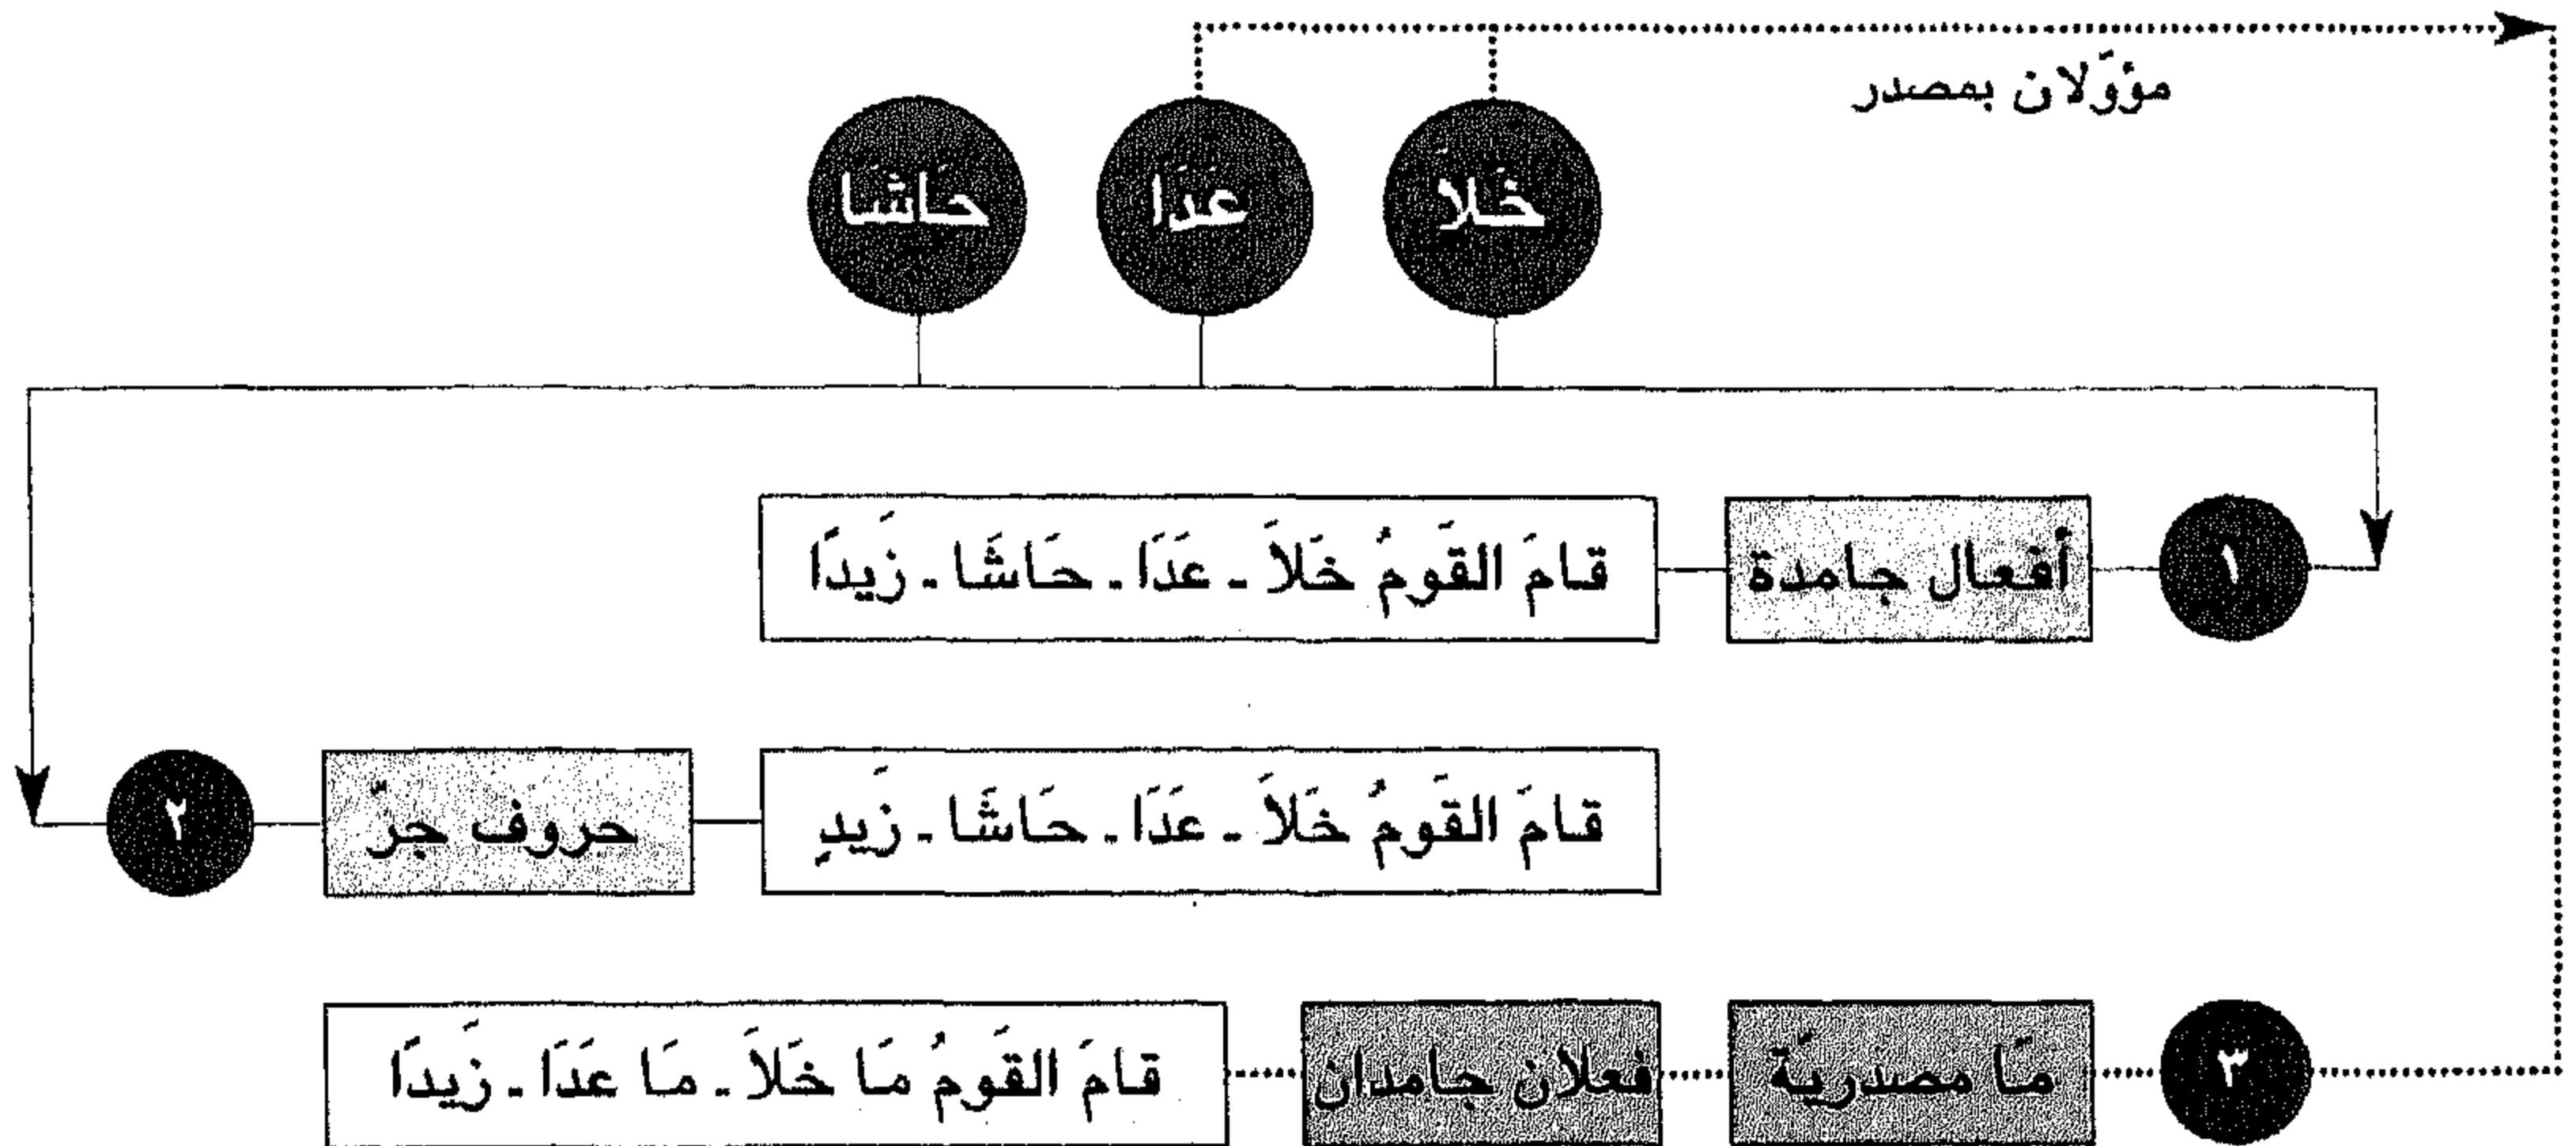 مؤوّلان بمصدر
خَلاَ عَدَا حَاشَا
١ أفعال جامدة قامَ القَومُ خَلاَ - عَدَا - حَاشَا - زَيدًا
قامَ القَومُ خَلاَ - عَدَا - حَاشَا - زَيدٍ حروف جرّ ٢
٣ مَا مصدريّة فعلان جامدان قامَ القَومُ مَا خَلاَ - مَا عَدَا - زَيدًا